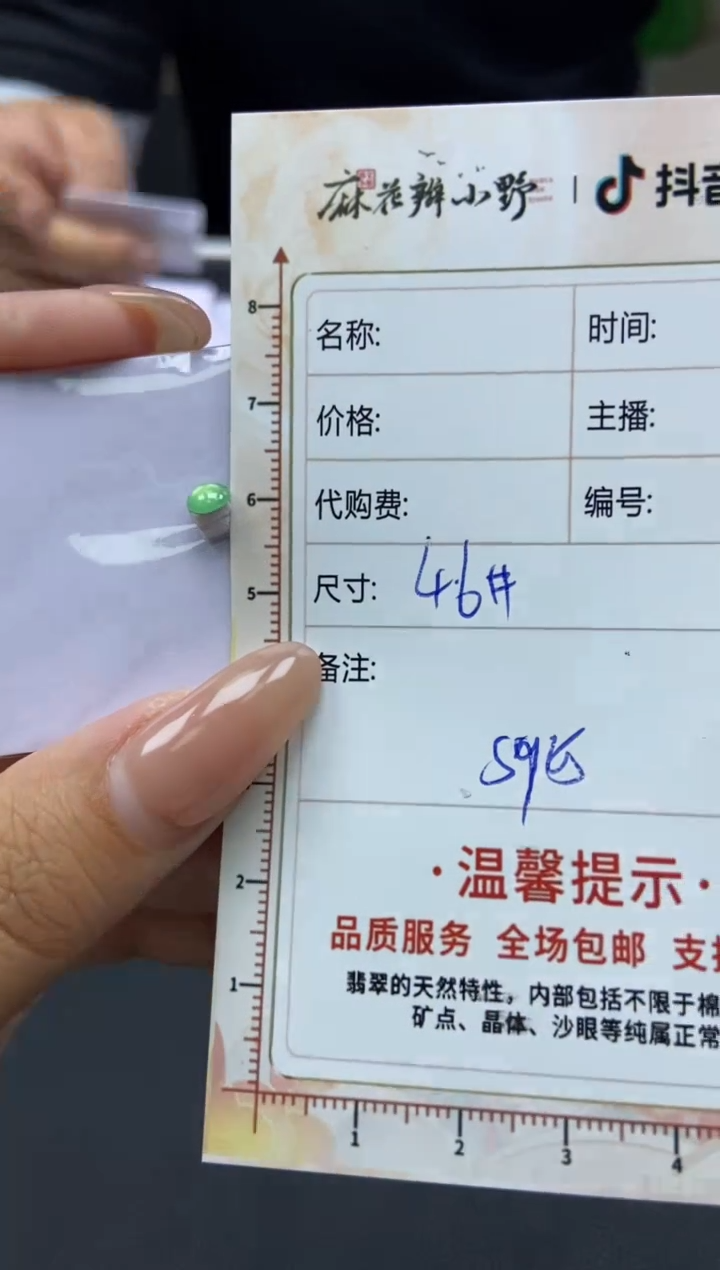 麻花辫小野 | 抖音
8
名称: 时间:
7
价格: 主播:
6
代购费: 编号:
5
尺寸: 46#
备注:
2
·温馨提示·
品质服务 全场包邮 支持
1
翡翠的天然特性，内部包括不限于棉
矿点、晶体、沙眼等纯属正常
1 2 3 4